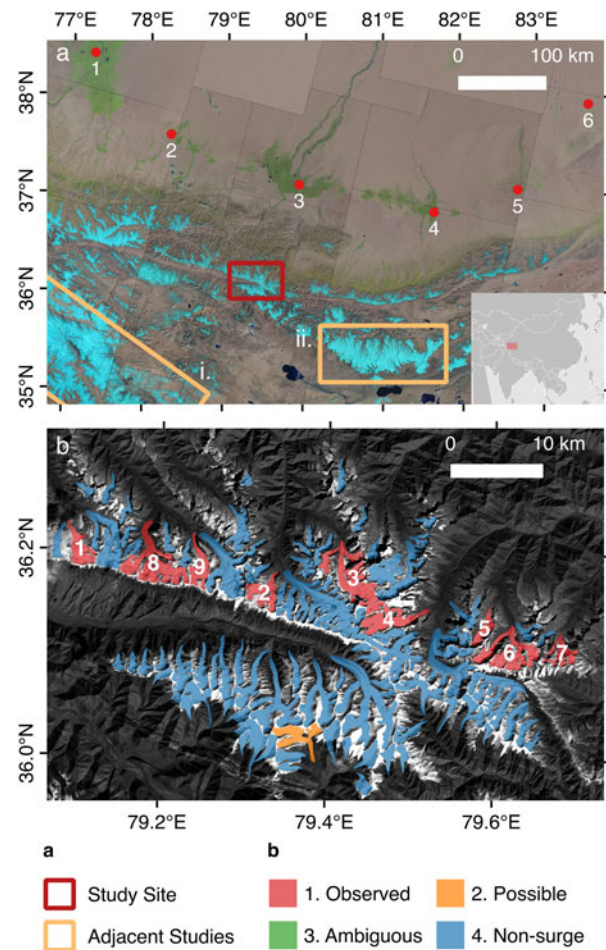 77°E 78°E 79°E 80°E 81°E 82°E 83°E
a
0 100 km
38°N
37°N
36°N
35°N
1
2
3
4
5
6
i.
ii.
b
0 10 km
36.2°N
36.0°N
1
8
9
2
3
4
5
6
7
79.2°E 79.4°E 79.6°E
a b
Study Site 1. Observed 2. Possible
Adjacent Studies 3. Ambiguous 4. Non-surge